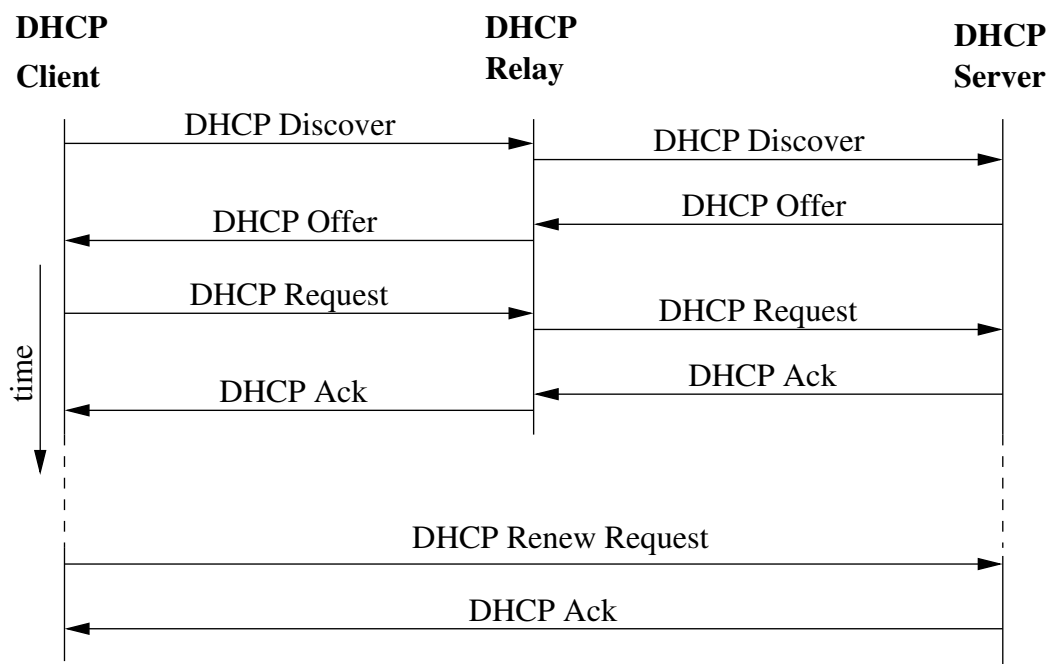 DHCP
Client
DHCP
Relay
DHCP
Server
DHCP Discover
DHCP Discover
DHCP Offer
DHCP Offer
DHCP Request
DHCP Request
time
DHCP Ack
DHCP Ack
DHCP Renew Request
DHCP Ack